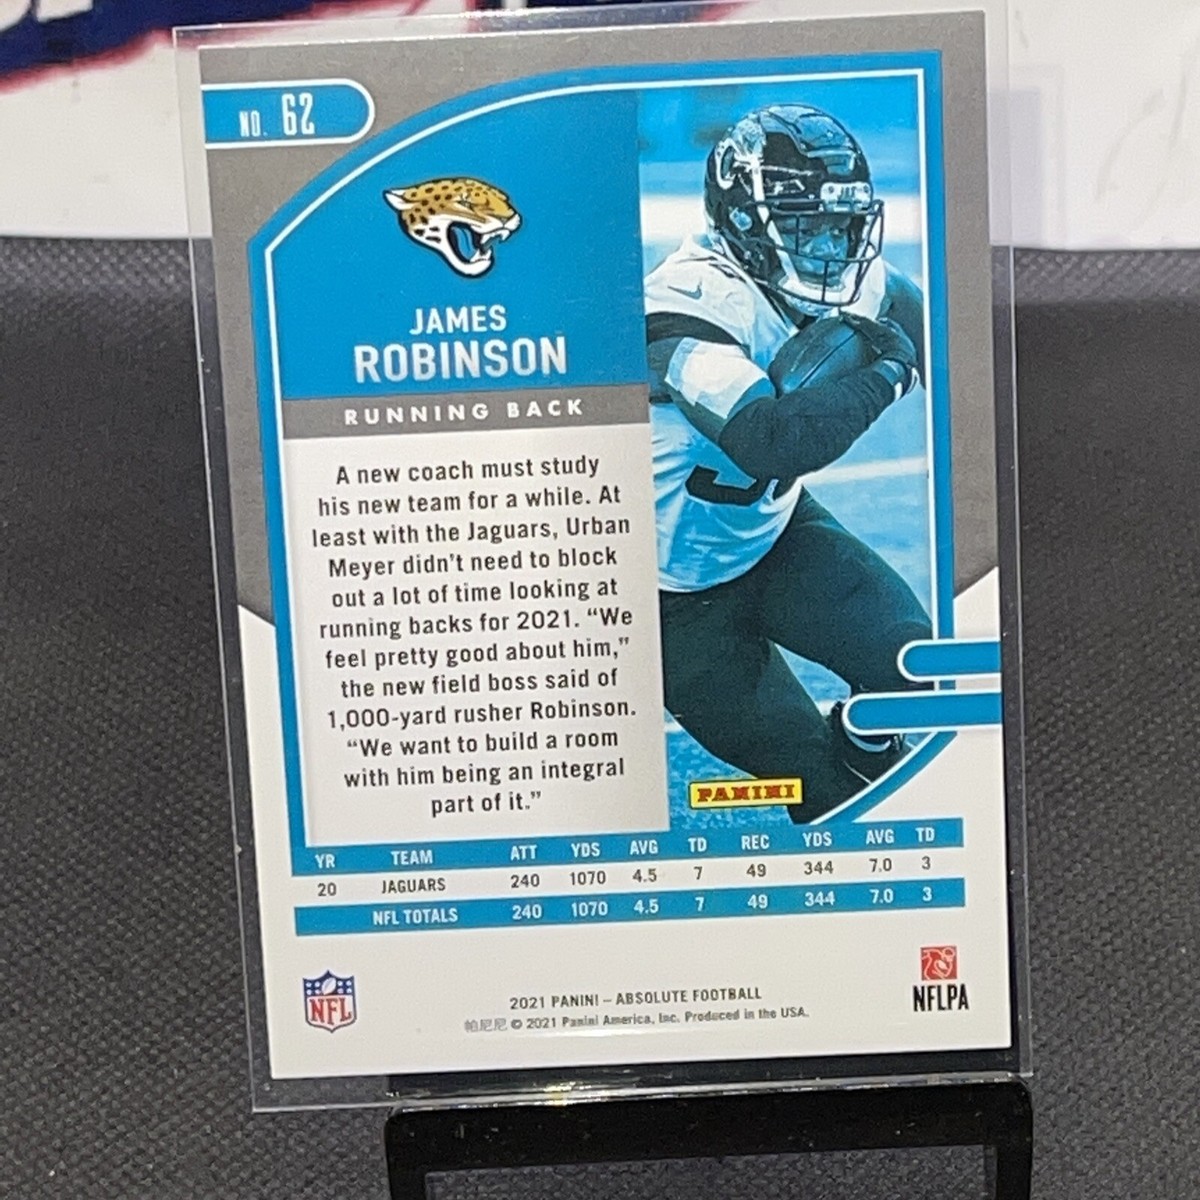 NO. 62
JAMES
ROBINSON
RUNNING BACK
A new coach must study
his new team for a while. At
least with the Jaguars, Urban
Meyer didn't need to block
out a lot of time looking at
running backs for 2021. “We
feel pretty good about him,”
the new field boss said of
1,000-yard rusher Robinson.
“We want to build a room
with him being an integral
part of it.”
PANINI
YR TEAM ATT YDS AVG TD REC YDS AVG TD
20 JAGUARS 240 1070 4.5 7 49 344 7.0 3
NFL TOTALS 240 1070 4.5 7 49 344 7.0 3
NFL
2021 PANINI – ABSOLUTE FOOTBALL
帕尼尼 © 2021 Panini America, Inc. Produced in the USA.
NFLPA